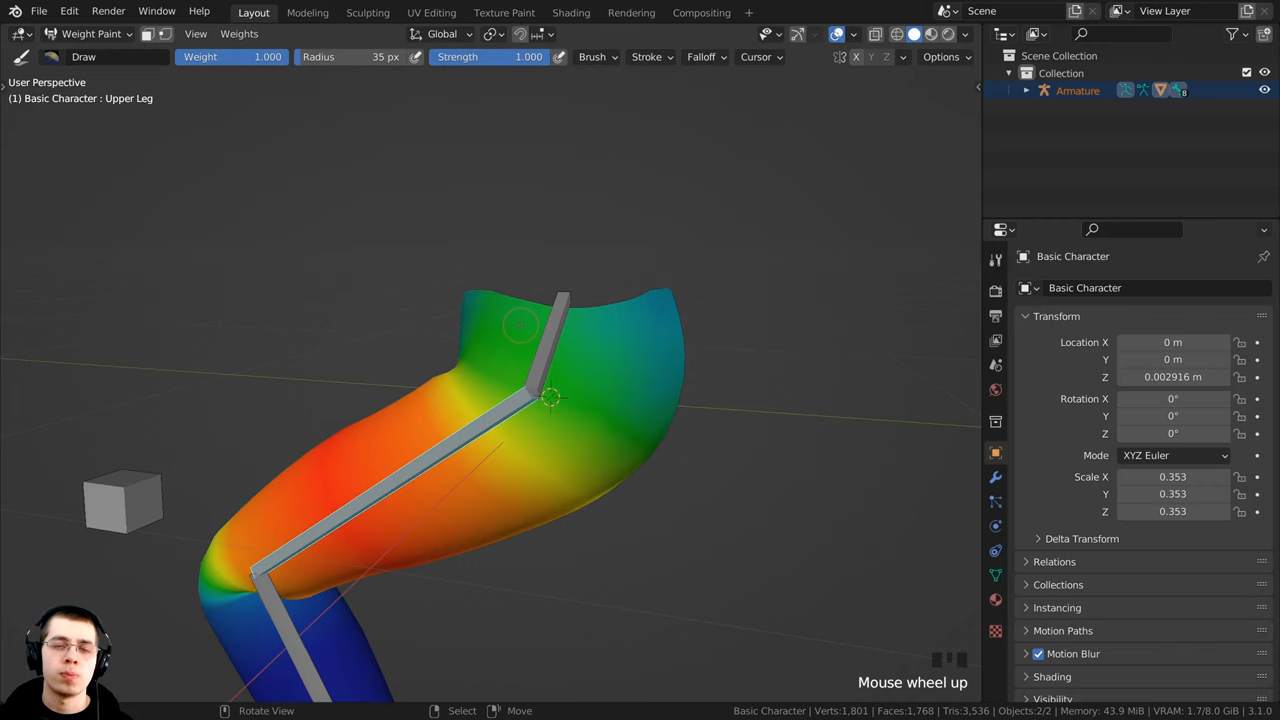 File Edit Render Window Help Layout Modeling Sculpting UV Editing Texture Paint Shading Rendering Compositing + Scene View Layer
Weight Paint View Weights Global
Draw Weight 1.000 Radius 35 px Strength 1.000 Brush Stroke Falloff Cursor X Y Z Options
User Perspective
(1) Basic Character : Upper Leg
Scene Collection
Collection
Armature 8
Basic Character
Basic Character
Transform
Location X 0 m
Y 0 m
Z 0.002916 m
Rotation X 0°
Y 0°
Z 0°
Mode XYZ Euler
Scale X 0.353
Y 0.353
Z 0.353
Delta Transform
Relations
Collections
Instancing
Motion Paths
Motion Blur
Shading
Visibility
Mouse wheel up
Rotate View Select Move Basic Character | Verts:1,801 | Faces:1,768 | Tris:3,536 | Objects:2/2 | Memory: 43.9 MiB | VRAM: 1.7/8.0 GiB | 3.1.0